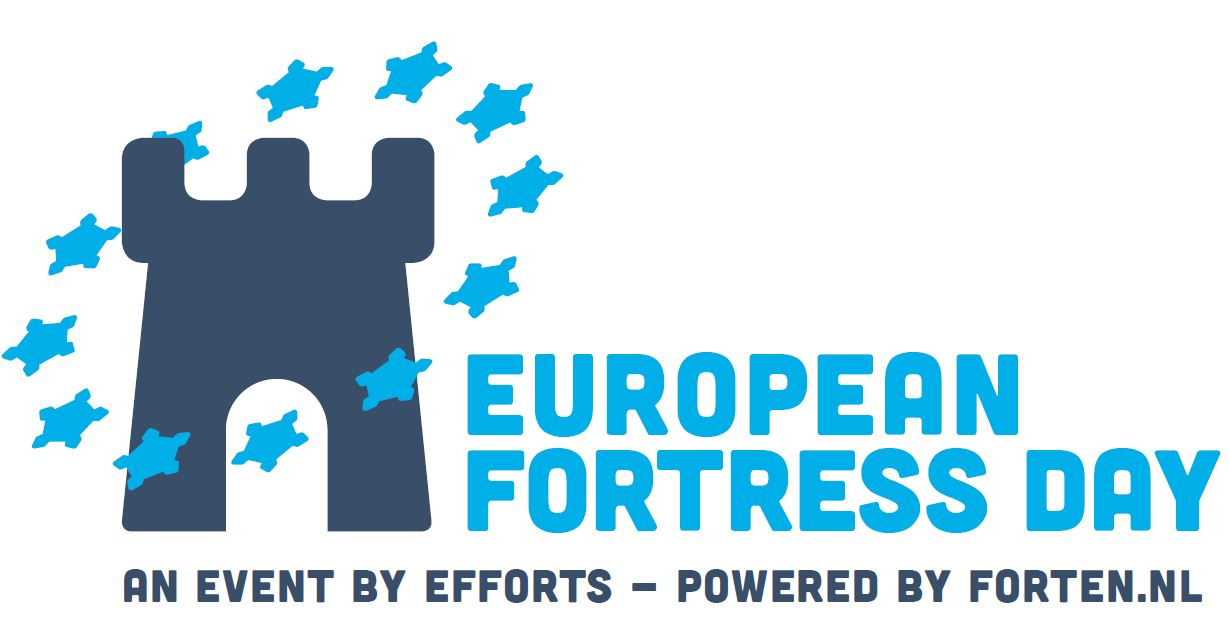 EUROPEAN
FORTRESS DAY
AN EVENT BY EFFORTS – POWERED BY FORTEN.NL